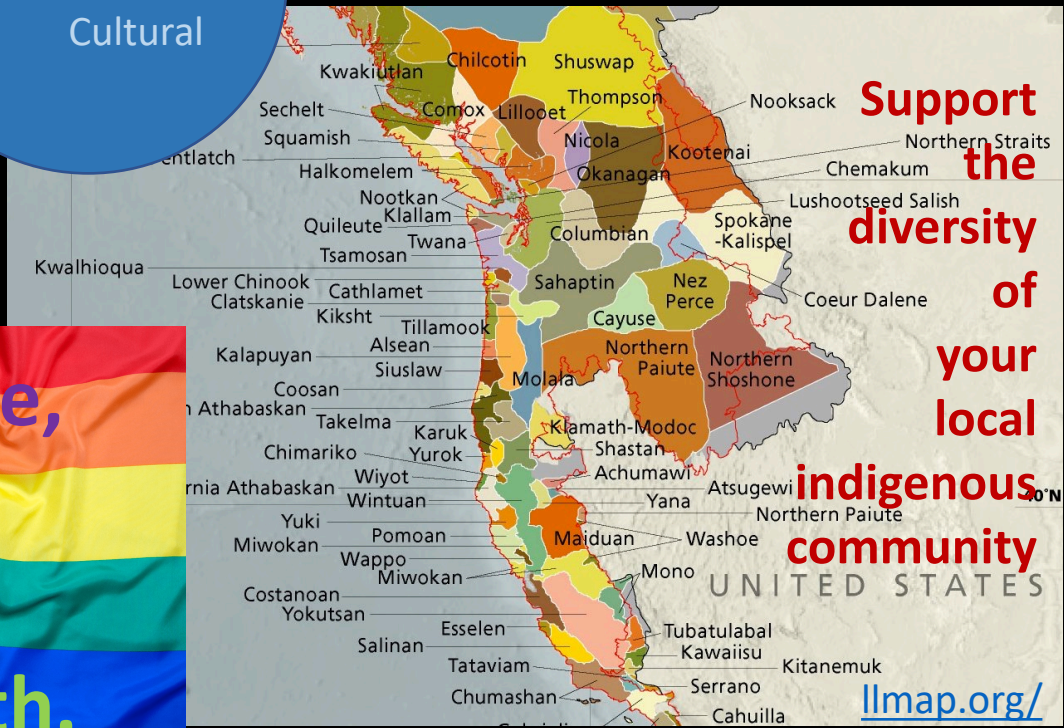 Cultural
Chilcotin
Shuswap
Kwakiutlan
Thompson
Sechelt
Comox
Lillooet
Nooksack
Squamish
Nicola
Kootenai
Northern Straits
entlatch
Halkomelem
Okanagan
Chemakum
Nootkan
Lushootseed Salish
Klallam
Quileute
Spokane
-Kalispel
Twana
Columbian
Tsamosan
Kwalhioqua
Lower Chinook
Sahaptin
Nez
Perce
Cathlamet
Clatskanie
Coeur Dalene
Kiksht
Cayuse
Tillamook
Alsean
Northern
Paiute
Kalapuyan
Northern
Shoshone
Siuslaw
Molala
Coosan
n Athabaskan
Takelma
Klamath-Modoc
Karuk
Shastan
Chimariko
Yurok
Achumawi
Wiyot
rnia Athabaskan
Atsugewi
Wintuan
Yana
40°N
Northern Paiute
Yuki
Pomoan
Maiduan
Washoe
Miwokan
Wappo
Miwokan
Mono
UNITED STATES
Costanoan
Yokutsan
Esselen
Tubatulabal
Salinan
Kawaiisu
Tataviam
Kitanemuk
Serrano
Chumashan
Cahuilla
Support
the
diversity
of
your
local
indigenous
community
llmap.org/
e,
th.